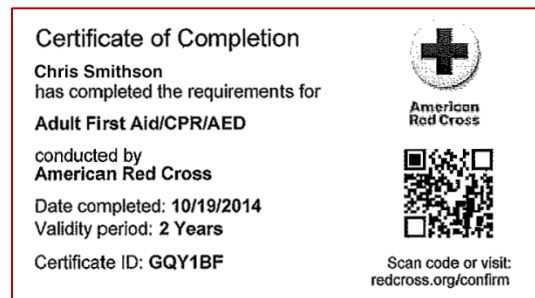 Certificate of Completion
Chris Smithson
has completed the requirements for
Adult First Aid/CPR/AED
conducted by
American Red Cross
Date completed: 10/19/2014
Validity period: 2 Years
Certificate ID: GQY1BF
American
Red Cross
Scan code or visit:
redcross.org/confirm